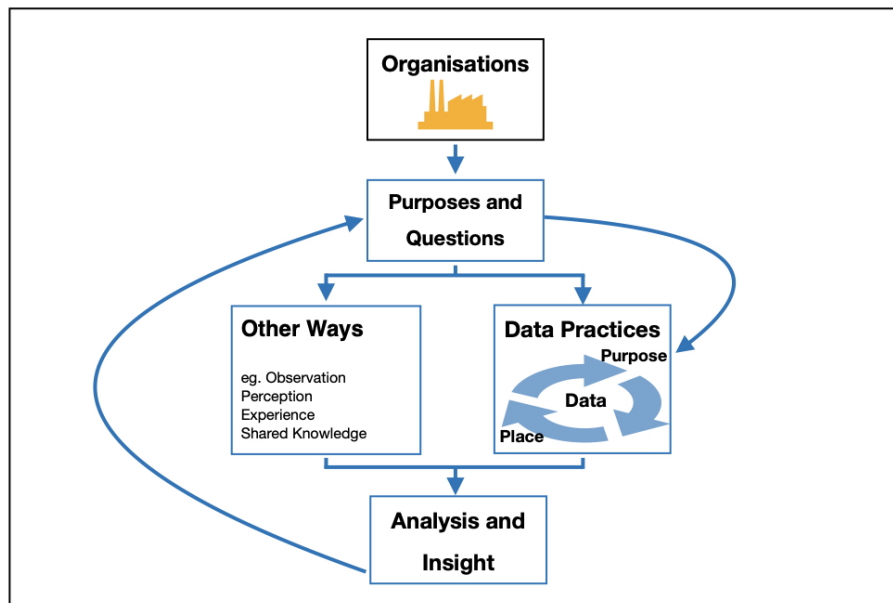 Organisations
Purposes and
Questions
Other Ways
eg. Observation
Perception
Experience
Shared Knowledge
Data Practices
Purpose
Data
Place
Analysis and
Insight